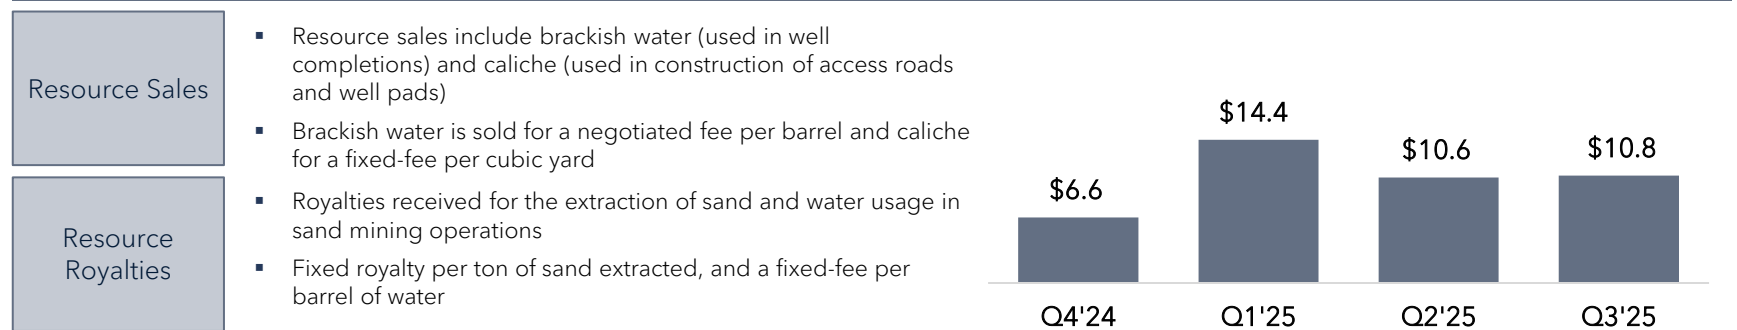 Resource Sales
▪ Resource sales include brackish water (used in well
completions) and caliche (used in construction of access roads
and well pads)
▪ Brackish water is sold for a negotiated fee per barrel and caliche
for a fixed-fee per cubic yard
Resource
Royalties
▪ Royalties received for the extraction of sand and water usage in
sand mining operations
▪ Fixed royalty per ton of sand extracted, and a fixed-fee per
barrel of water
$6.6
$14.4
$10.6
$10.8
Q4'24
Q1'25
Q2'25
Q3'25